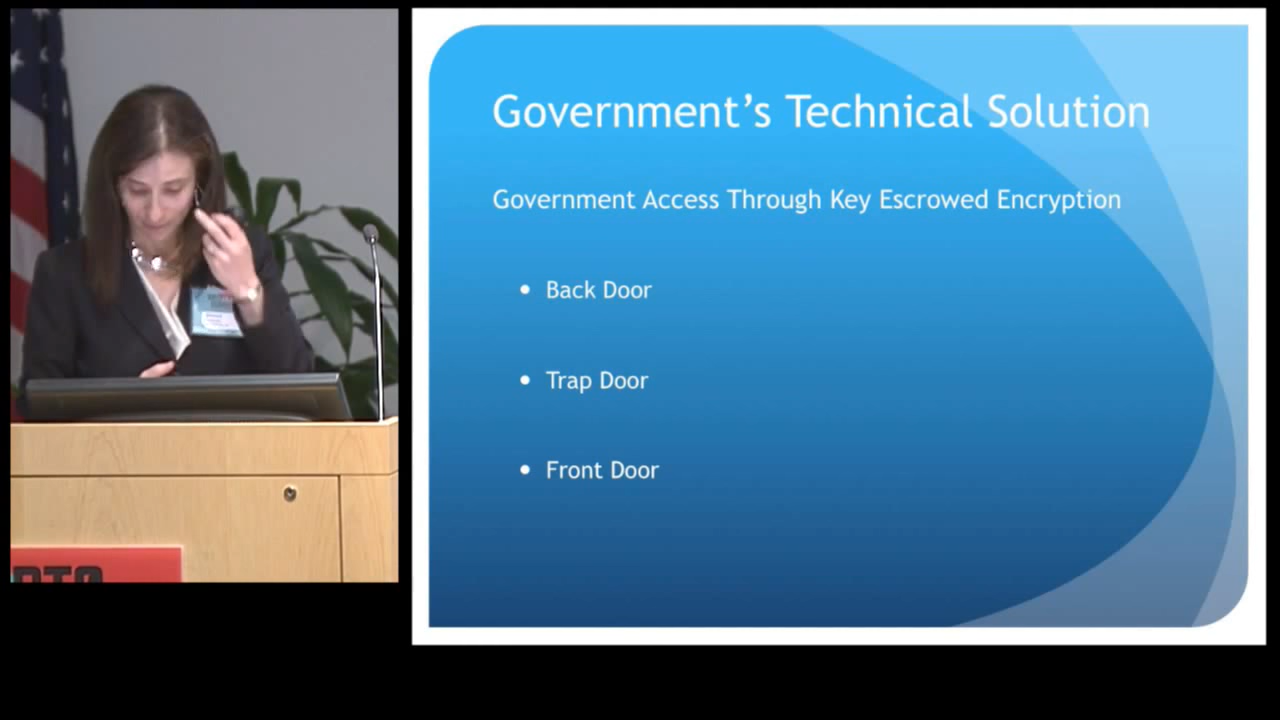 Government’s Technical Solution
Government Access Through Key Escrowed Encryption
• Back Door
• Trap Door
• Front Door